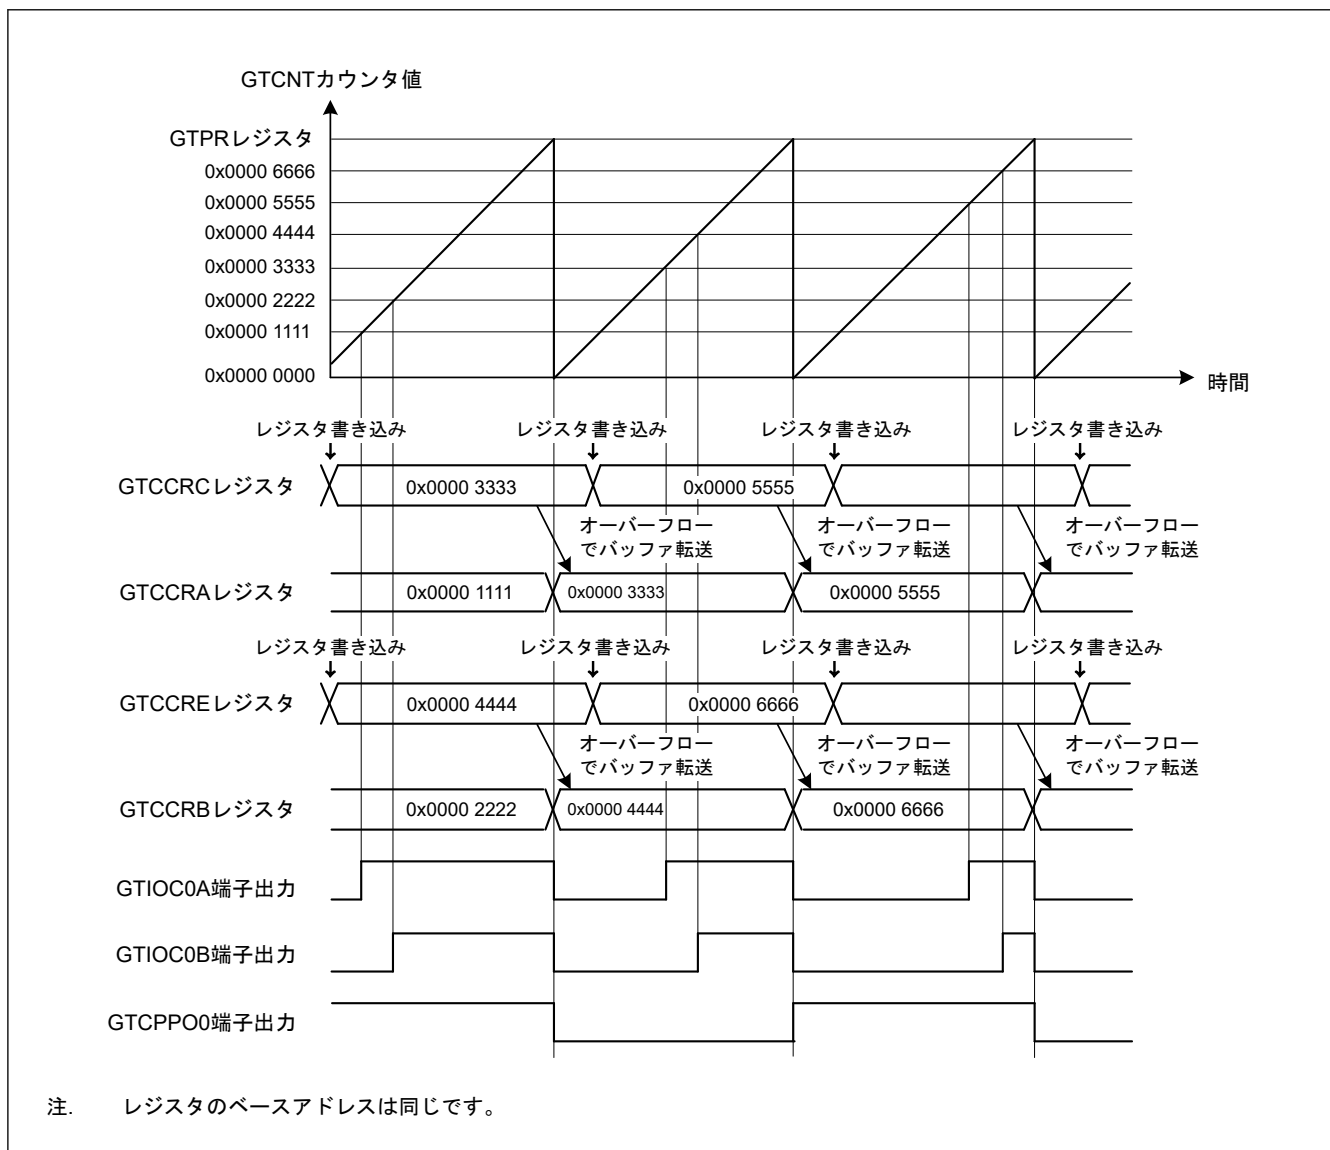 GTCNTカウンタ値
GTPRレジスタ
0x0000 6666
0x0000 5555
0x0000 4444
0x0000 3333
0x0000 2222
0x0000 1111
0x0000 0000
時間
レジスタ書き込み レジスタ書き込み レジスタ書き込み レジスタ書き込み
GTCCRCレジスタ 0x0000 3333 0x0000 5555
オーバーフロー オーバーフロー オーバーフロー
でバッファ転送 でバッファ転送 でバッファ転送
GTCCRAレジスタ 0x0000 1111 0x0000 3333 0x0000 5555
レジスタ書き込み レジスタ書き込み レジスタ書き込み レジスタ書き込み
GTCCREレジスタ 0x0000 4444 0x0000 6666
オーバーフロー オーバーフロー オーバーフロー
でバッファ転送 でバッファ転送 でバッファ転送
GTCCRBレジスタ 0x0000 2222 0x0000 4444 0x0000 6666
GTIOC0A端子出力
GTIOC0B端子出力
GTCPPO0端子出力
注. レジスタのベースアドレスは同じです。